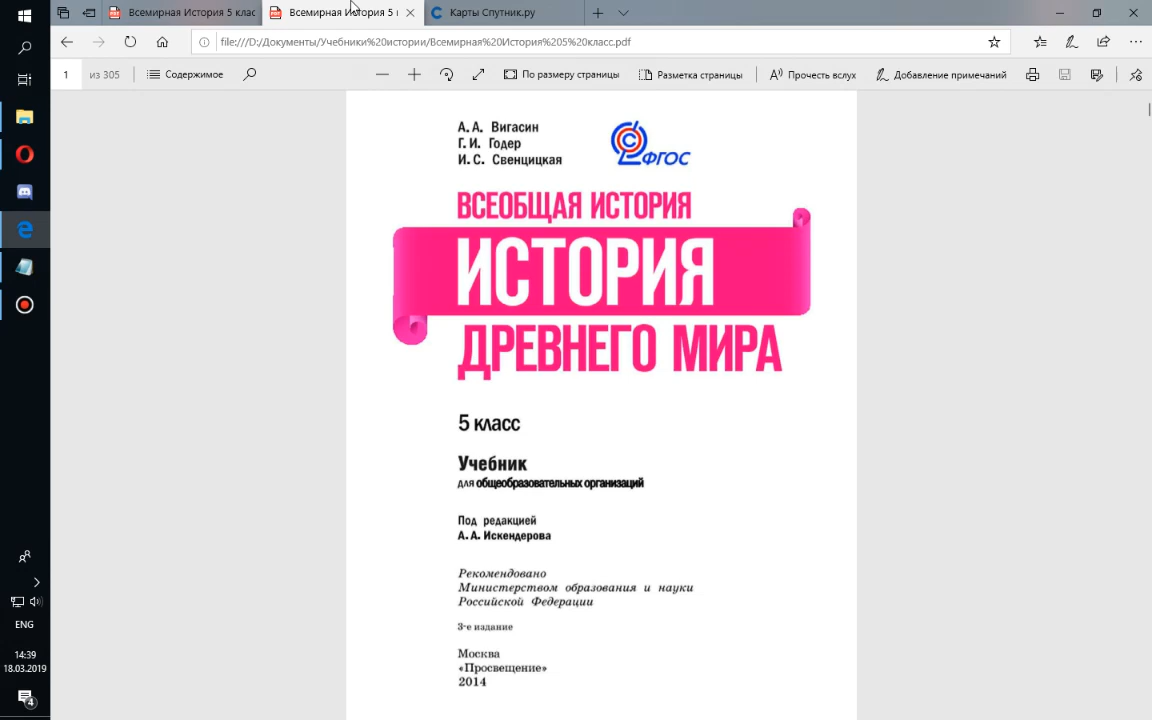 Всемирная История 5 клас
Всемирная История 5
Карты Спутник.ру
file:///D:/Документы/Учебники%20истории/Всемирная%20История%205%20класс.pdf
1 из 305 Содержимое По размеру страницы Разметка страницы Прочесть вслух Добавление примечаний
А. А. Вигасин
Г. И. Годер
И. С. Свенцицкая
ФГОС
ВСЕОБЩАЯ ИСТОРИЯ
ИСТОРИЯ
ДРЕВНЕГО МИРА
5 класс
Учебник
для общеобразовательных организаций
Под редакцией
А. А. Искендерова
Рекомендовано
Министерством образования и науки
Российской Федерации
3-е издание
Москва
«Просвещение»
2014
ENG
14:39
18.03.2019
4